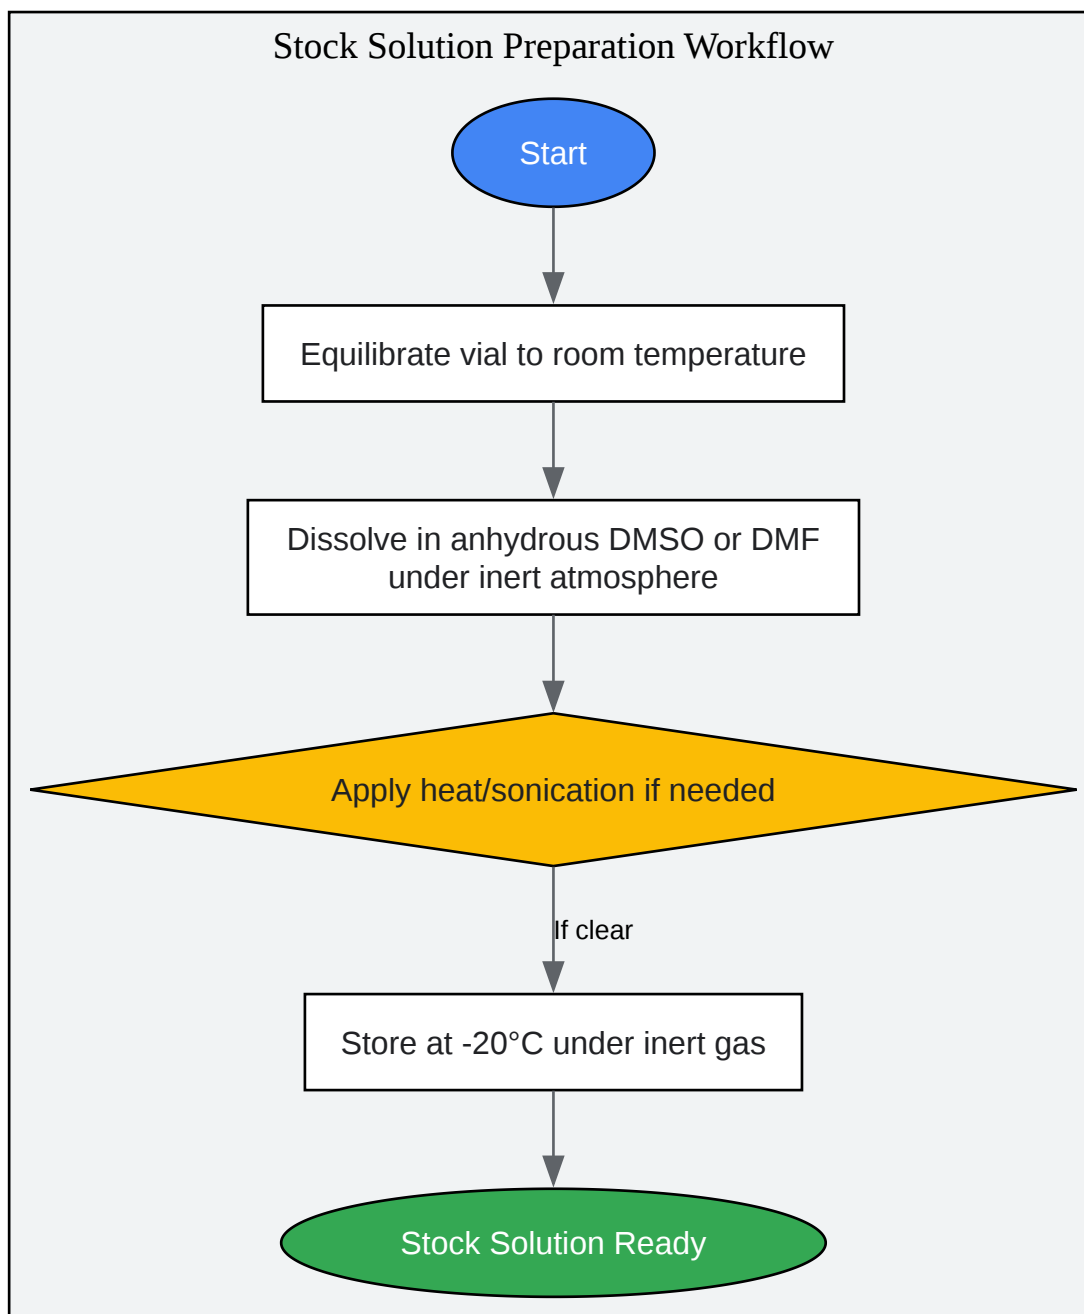 Stock Solution Preparation Workflow
Start
Equilibrate vial to room temperature
Dissolve in anhydrous DMSO or DMF
under inert atmosphere
Apply heat/sonication if needed
If clear
Store at -20°C under inert gas
Stock Solution Ready